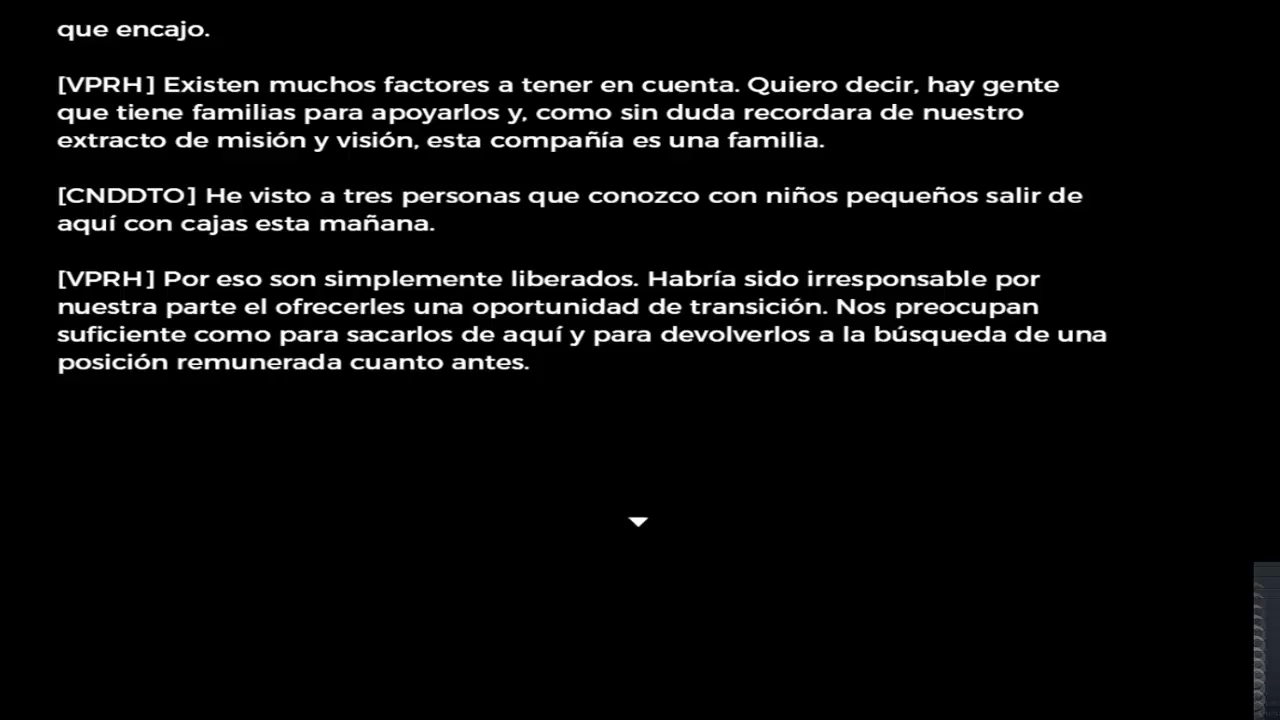 que encajo.
[VPRH] Existen muchos factores a tener en cuenta. Quiero decir, hay gente
que tiene familias para apoyarlos y, como sin duda recordara de nuestro
extracto de misión y visión, esta compañía es una familia.
[CNDDTO] He visto a tres personas que conozco con niños pequeños salir de
aquí con cajas esta mañana.
[VPRH] Por eso son simplemente liberados. Habría sido irresponsable por
nuestra parte el ofrecerles una oportunidad de transición. Nos preocupan
suficiente como para sacarlos de aquí y para devolverlos a la búsqueda de una
posición remunerada cuanto antes.